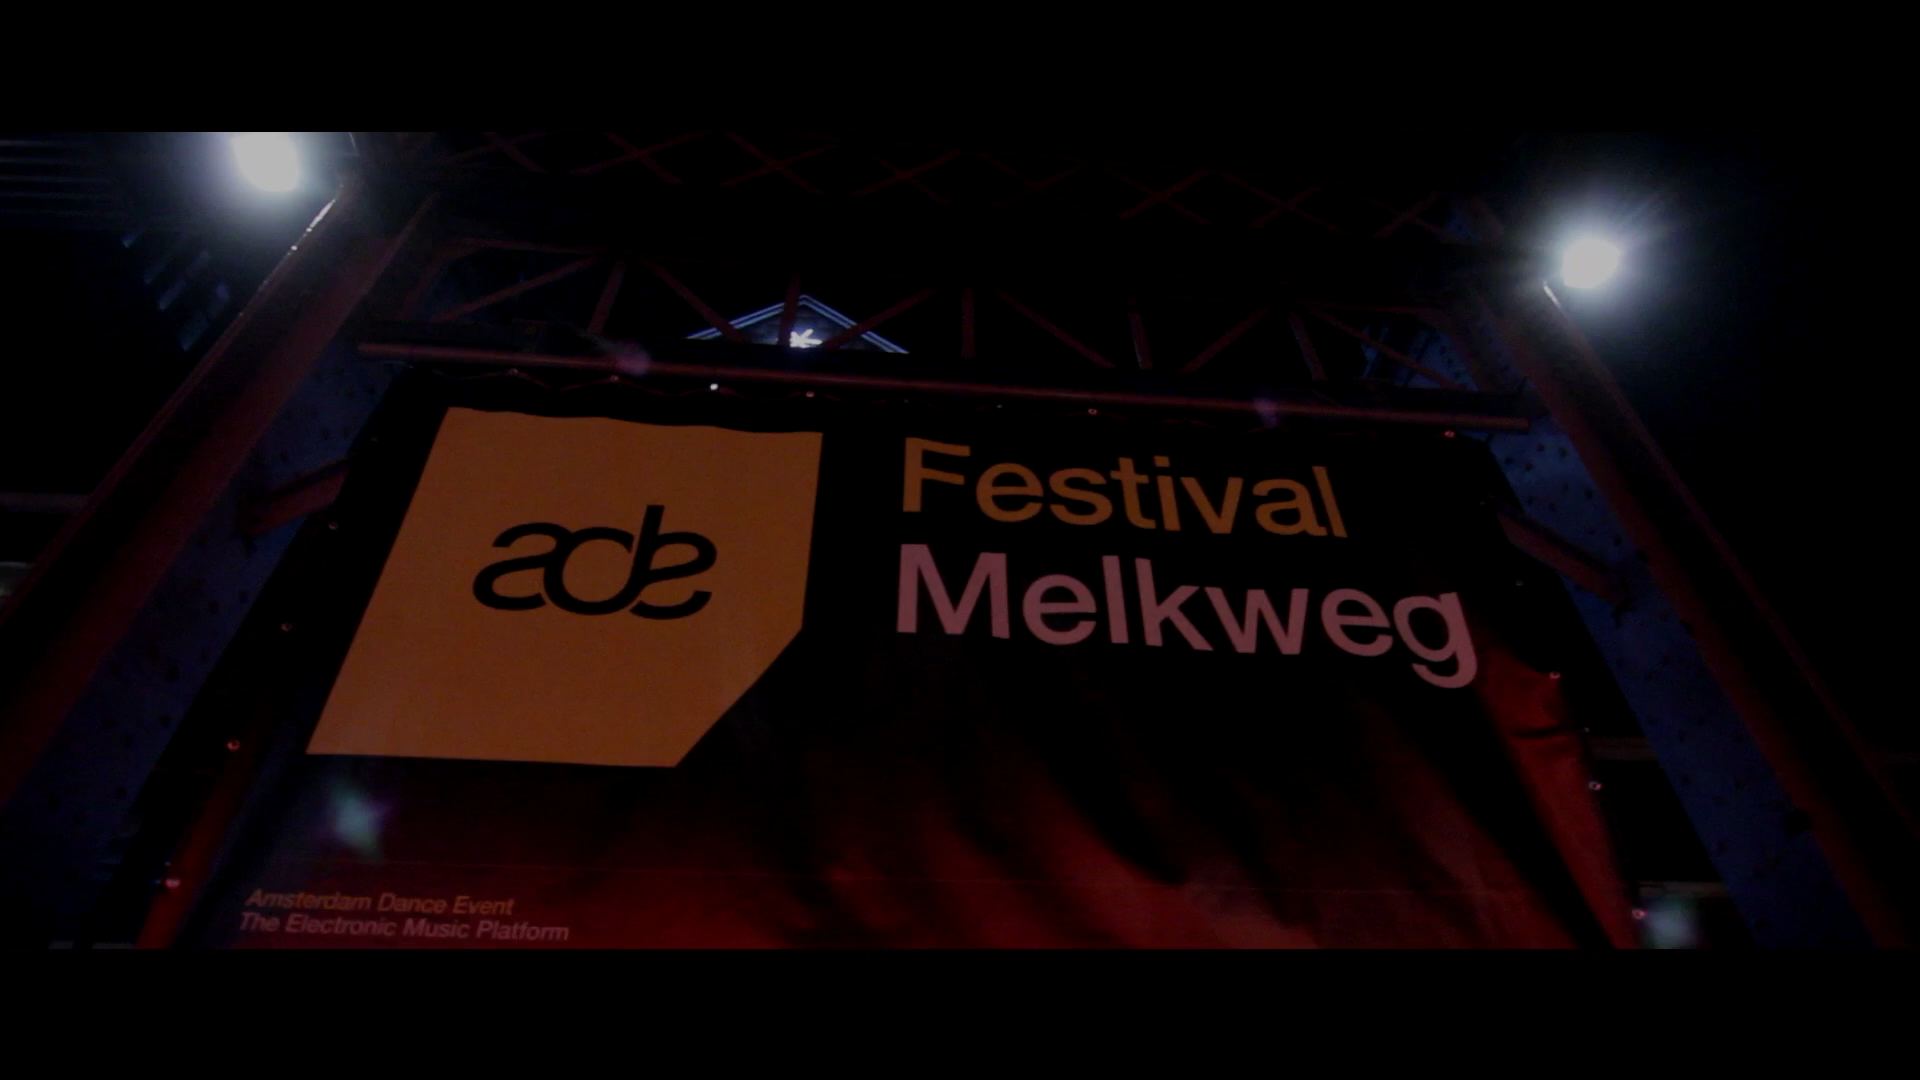 ade
Festival
Melkweg
Amsterdam Dance Event
The Electronic Music Platform